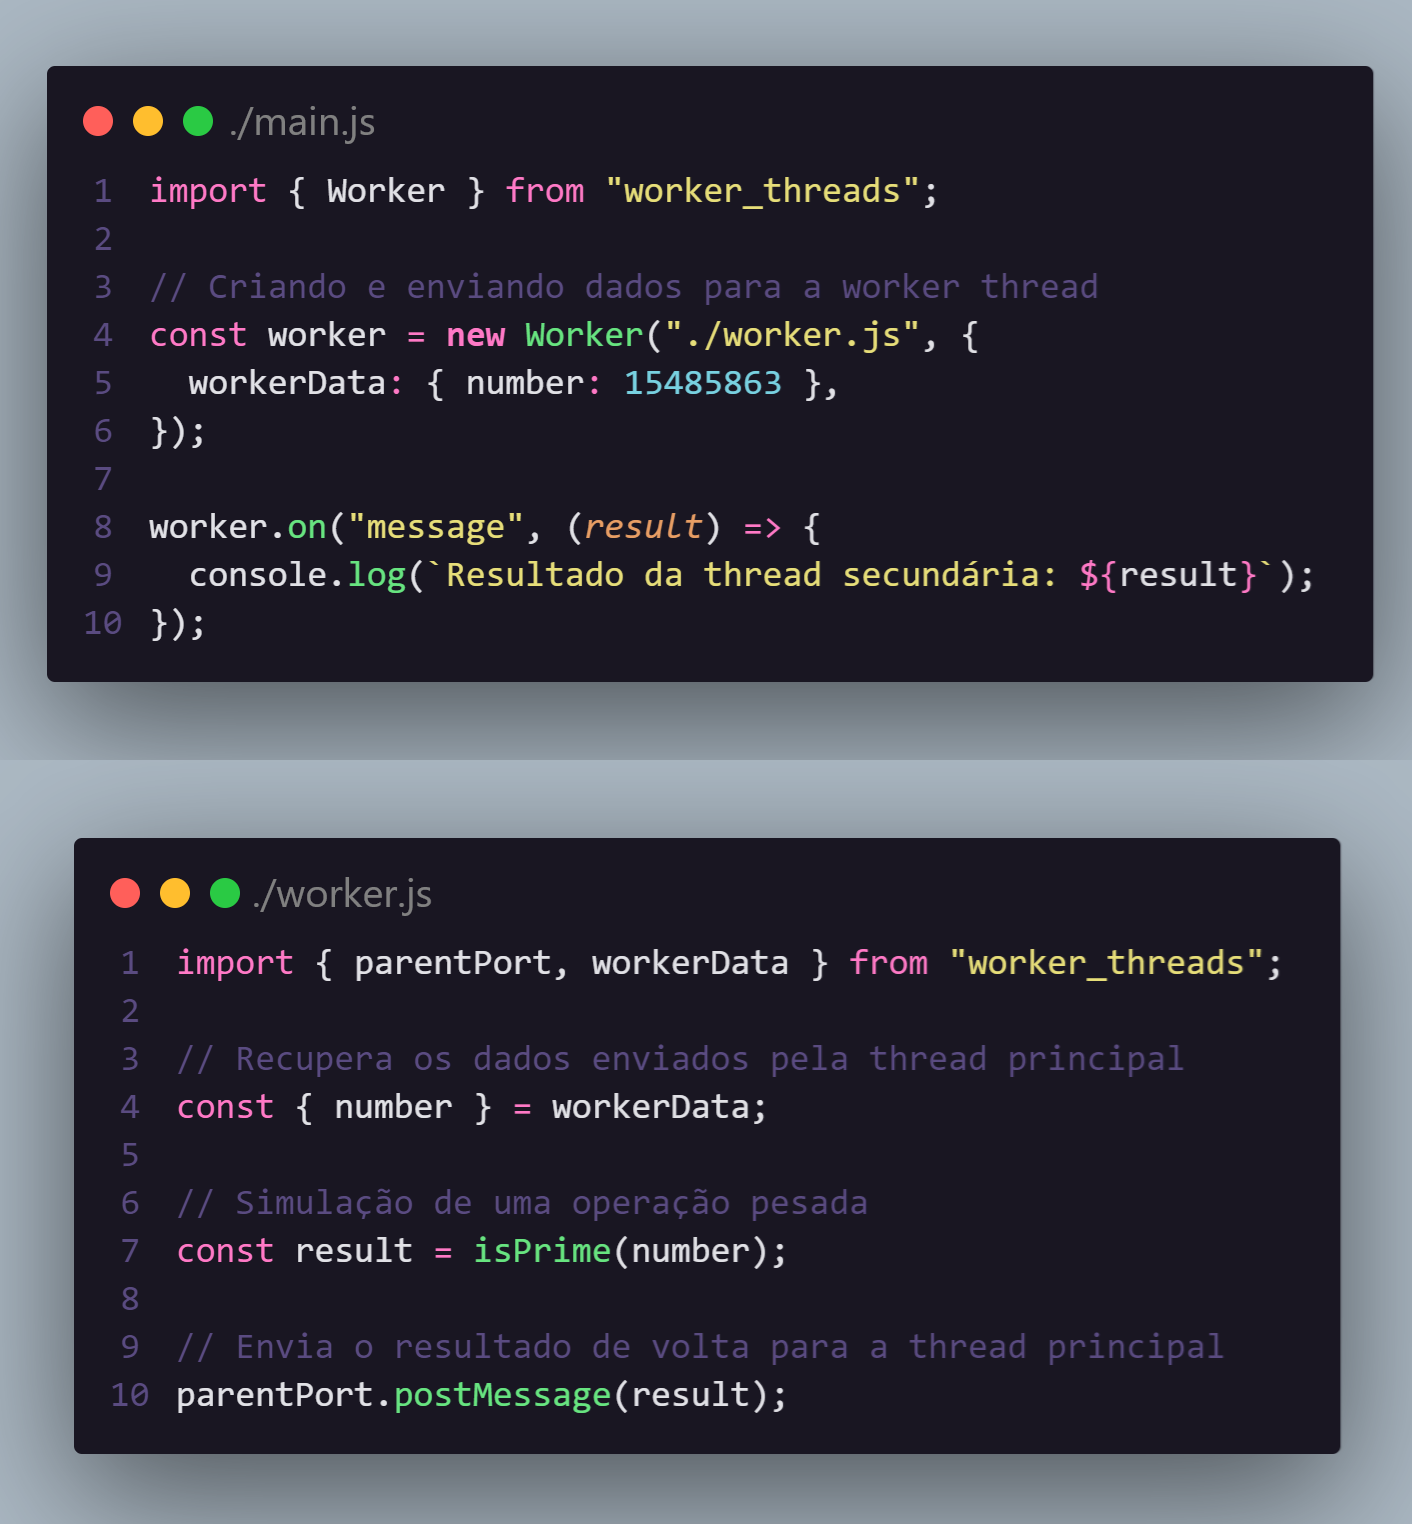 ./main.js
1 import { Worker } from "worker_threads";
2
3 // Criando e enviando dados para a worker thread
4 const worker = new Worker("./worker.js", {
5   workerData: { number: 15485863 },
6 });
7
8 worker.on("message", (result) => {
9   console.log(`Resultado da thread secundária: ${result}`);
10 });
./worker.js
1 import { parentPort, workerData } from "worker_threads";
2
3 // Recupera os dados enviados pela thread principal
4 const { number } = workerData;
5
6 // Simulação de uma operação pesada
7 const result = isPrime(number);
8
9 // Envia o resultado de volta para a thread principal
10 parentPort.postMessage(result);